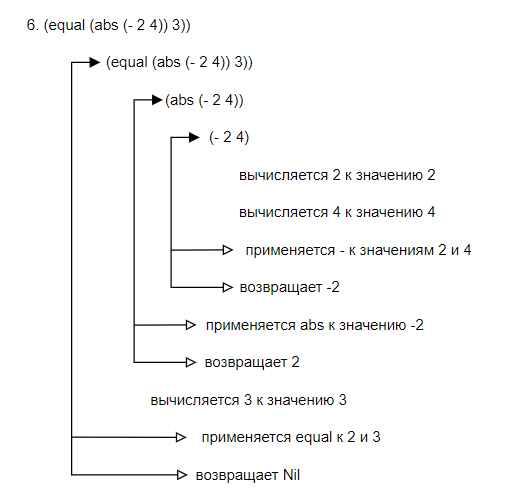 6. (equal (abs (- 2 4)) 3))
(equal (abs (- 2 4)) 3))
(abs (- 2 4))
(- 2 4)
вычисляется 2 к значению 2
вычисляется 4 к значению 4
применяется - к значениям 2 и 4
возвращает -2
применяется abs к значению -2
возвращает 2
вычисляется 3 к значению 3
применяется equal к 2 и 3
возвращает Nil